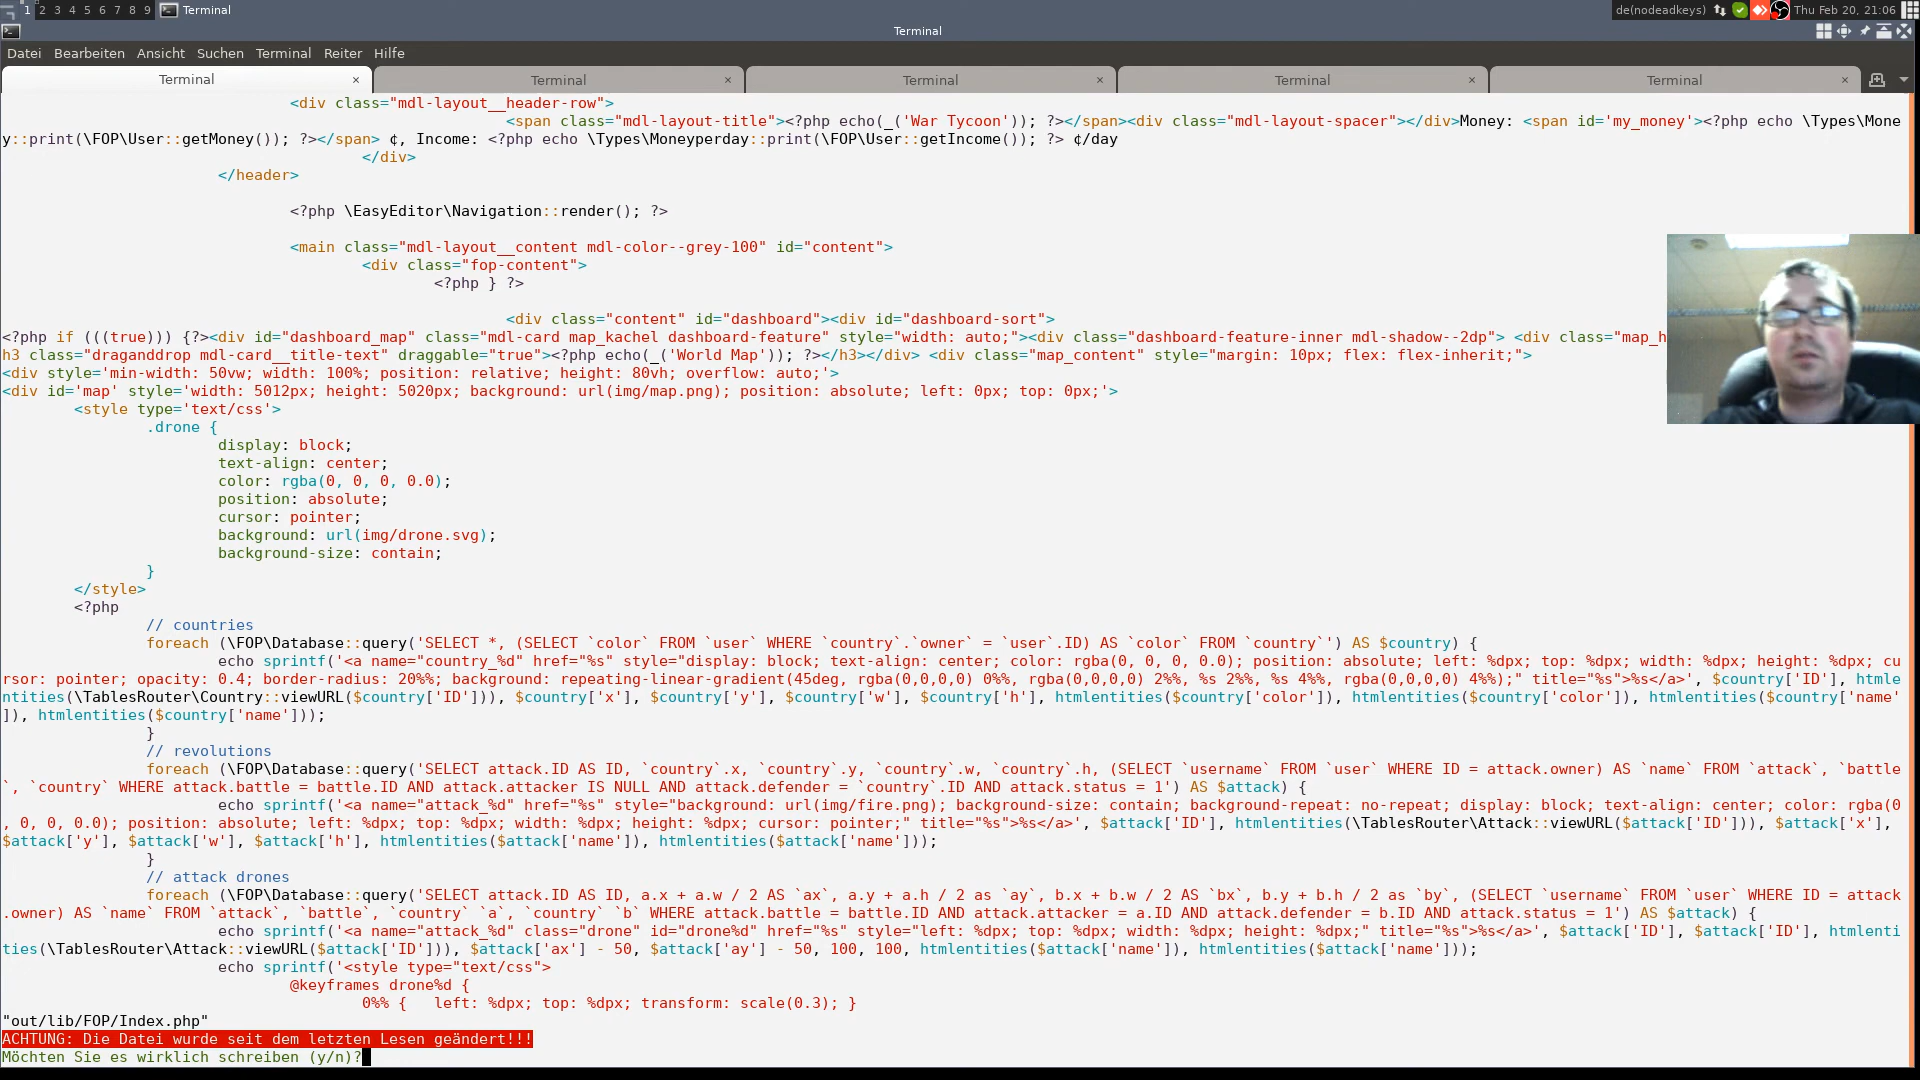 1 2 3 4 5 6 7 8 9 Terminal de(nodeadkeys) Thu Feb 20, 21:06
Terminal
Datei Bearbeiten Ansicht Suchen Terminal Reiter Hilfe
Terminal × Terminal × Terminal × Terminal × Terminal ×
<div class="mdl-layout__header-row">
<span class="mdl-layout-title"><?php echo(_('War Tycoon')); ?></span><div class="mdl-layout-spacer"></div>Money: <span id='my_money'><?php echo \Types\Mone
y::print(\FOP\User::getMoney()); ?></span> ¢, Income: <?php echo \Types\Moneyperday::print(\FOP\User::getIncome()); ?> ¢/day
</div>
</header>
<?php \EasyEditor\Navigation::render(); ?>
<main class="mdl-layout__content mdl-color--grey-100" id="content">
<div class="fop-content">
<?php } ?>
<div class="content" id="dashboard"><div id="dashboard-sort">
<?php if (((true))) {?><div id="dashboard_map" class="mdl-card map_kachel dashboard-feature" style="width: auto;"><div class="dashboard-feature-inner mdl-shadow--2dp"> <div class="map_h
h3 class="draganddrop mdl-card__title-text" draggable="true"><?php echo(_('World Map')); ?></h3></div> <div class="map_content" style="margin: 10px; flex: flex-inherit;">
<div style='min-width: 50vw; width: 100%; position: relative; height: 80vh; overflow: auto;'>
<div id='map' style='width: 5012px; height: 5020px; background: url(img/map.png); position: absolute; left: 0px; top: 0px;'>
<style type='text/css'>
.drone {
display: block;
text-align: center;
color: rgba(0, 0, 0, 0.0);
position: absolute;
cursor: pointer;
background: url(img/drone.svg);
background-size: contain;
}
</style>
<?php
// countries
foreach (\FOP\Database::query('SELECT *, (SELECT `color` FROM `user` WHERE `country`.`owner` = `user`.ID) AS `color` FROM `country`') AS $country) {
echo sprintf('<a name="country_%d" href="%s" style="display: block; text-align: center; color: rgba(0, 0, 0, 0.0); position: absolute; left: %dpx; top: %dpx; width: %dpx; height: %dpx; cu
rsor: pointer; opacity: 0.4; border-radius: 20%%; background: repeating-linear-gradient(45deg, rgba(0,0,0,0) 0%%, rgba(0,0,0,0) 2%%, %s 2%%, %s 4%%, rgba(0,0,0,0) 4%%);" title="%s">%s</a>', $country['ID'], htmle
ntities(\TablesRouter\Country::viewURL($country['ID'])), $country['x'], $country['y'], $country['w'], $country['h'], htmlentities($country['color']), htmlentities($country['color']), htmlentities($country['name'
]), htmlentities($country['name']));
}
// revolutions
foreach (\FOP\Database::query('SELECT attack.ID AS ID, `country`.x, `country`.y, `country`.w, `country`.h, (SELECT `username` FROM `user` WHERE ID = attack.owner) AS `name` FROM `attack`, `battle
`, `country` WHERE attack.battle = battle.ID AND attack.attacker IS NULL AND attack.defender = `country`.ID AND attack.status = 1') AS $attack) {
echo sprintf('<a name="attack_%d" href="%s" style="background: url(img/fire.png); background-size: contain; background-repeat: no-repeat; display: block; text-align: center; color: rgba(0
, 0, 0, 0.0); position: absolute; left: %dpx; top: %dpx; width: %dpx; height: %dpx; cursor: pointer;" title="%s">%s</a>', $attack['ID'], htmlentities(\TablesRouter\Attack::viewURL($attack['ID'])), $attack['x'],
$attack['y'], $attack['w'], $attack['h'], htmlentities($attack['name']), htmlentities($attack['name']));
}
// attack drones
foreach (\FOP\Database::query('SELECT attack.ID AS ID, a.x + a.w / 2 AS `ax`, a.y + a.h / 2 as `ay`, b.x + b.w / 2 AS `bx`, b.y + b.h / 2 as `by`, (SELECT `username` FROM `user` WHERE ID = attack
.owner) AS `name` FROM `attack`, `battle`, `country` `a`, `country` `b` WHERE attack.battle = battle.ID AND attack.attacker = a.ID AND attack.defender = b.ID AND attack.status = 1') AS $attack) {
echo sprintf('<a name="attack_%d" class="drone" id="drone%d" href="%s" style="left: %dpx; top: %dpx; width: %dpx; height: %dpx;" title="%s">%s</a>', $attack['ID'], $attack['ID'], htmlenti
ties(\TablesRouter\Attack::viewURL($attack['ID'])), $attack['ax'] - 50, $attack['ay'] - 50, 100, 100, htmlentities($attack['name']), htmlentities($attack['name']));
echo sprintf('<style type="text/css">
@keyframes drone%d {
0%% { left: %dpx; top: %dpx; transform: scale(0.3); }
"out/lib/FOP/Index.php"
ACHTUNG: Die Datei wurde seit dem letzten Lesen geändert!!!
Möchten Sie es wirklich schreiben (y/n)?